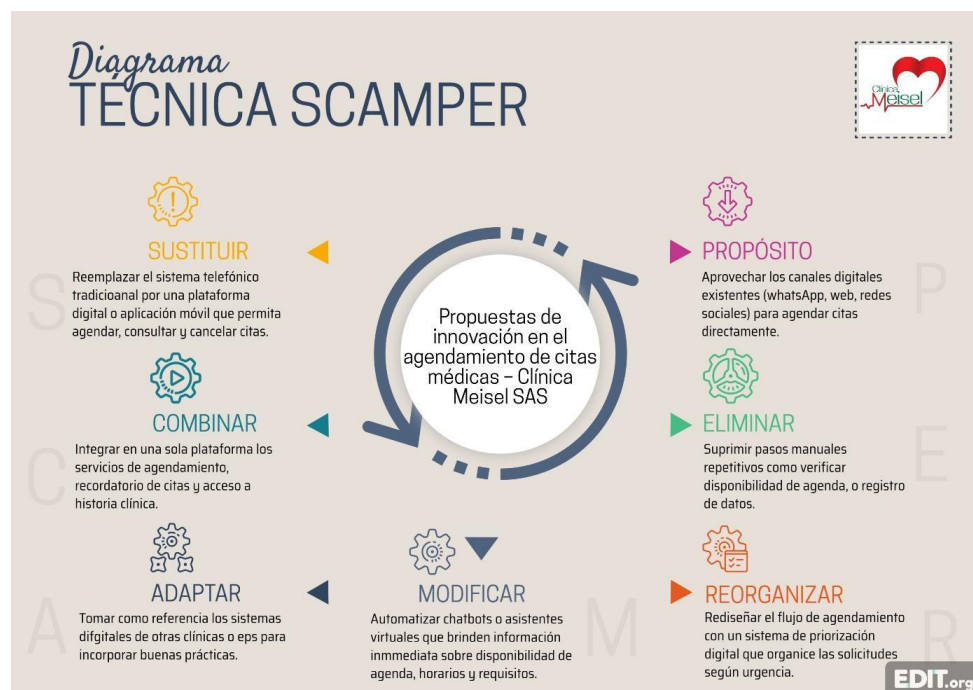 Diagrama
TÉCNICA SCAMPER
Clínica
Meisel
S
SUSTITUIR
Reemplazar el sistema telefónico
tradicioanal por una plataforma
digital o aplicación móvil que permita
agendar, consultar y cancelar citas.
C
COMBINAR
Integrar en una sola plataforma los
servicios de agendamiento,
recordatorio de citas y acceso a
historia clínica.
A
ADAPTAR
Tomar como referencia los sistemas
difgitales de otras clínicas o eps para
incorporar buenas prácticas.
Propuestas de
innovación en el
agendamiento de citas
médicas – Clínica
Meisel SAS
M
MODIFICAR
Automatizar chatbots o asistentes
virtuales que brinden información
inmmediata sobre disponibilidad de
agenda, horarios y requisitos.
P
PROPÓSITO
Aprovechar los canales digitales
existentes (whatsApp, web, redes
sociales) para agendar citas
directamente.
E
ELIMINAR
Suprimir pasos manuales
repetitivos como verificar
disponibilidad de agenda, o registro
de datos.
R
REORGANIZAR
Rediseñar el flujo de agendamiento
con un sistema de priorización
digital que organice las solicitudes
según urgencia.
EDIT.org